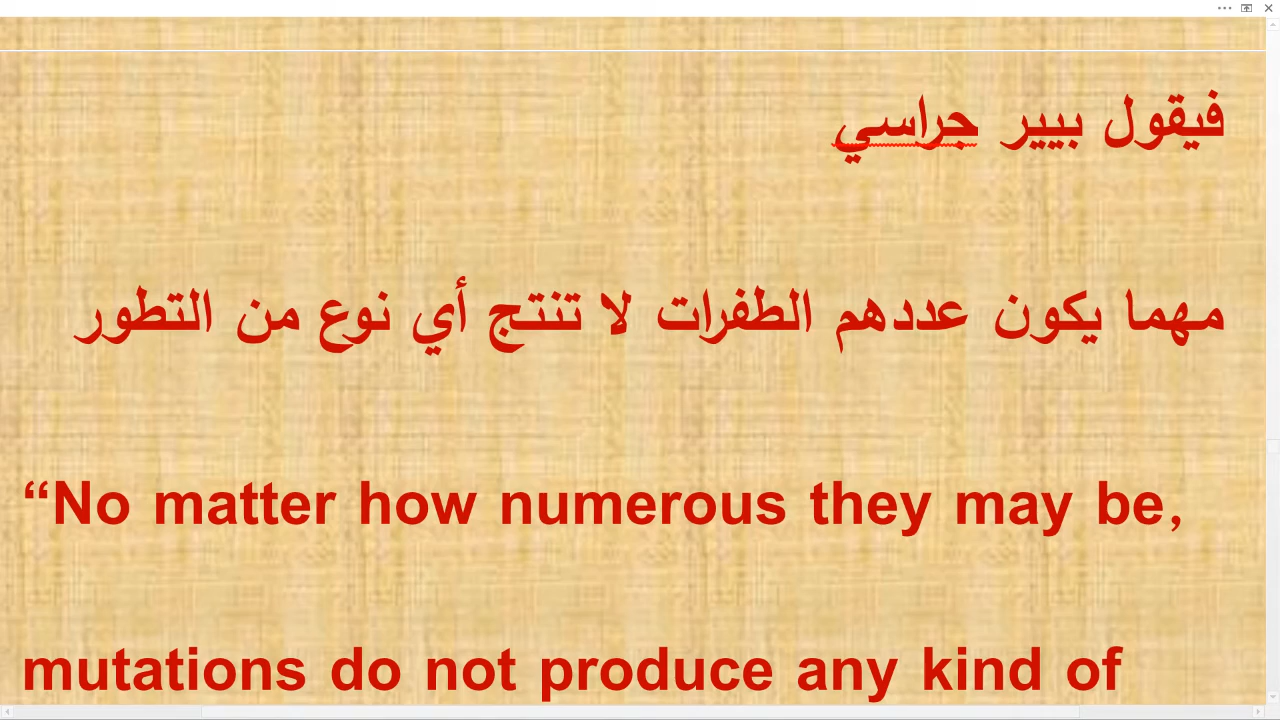 فيقول بيير جراسي
مهما يكون عددهم الطفرات لا تنتج أي نوع من التطور
“No matter how numerous they may be,
mutations do not produce any kind of